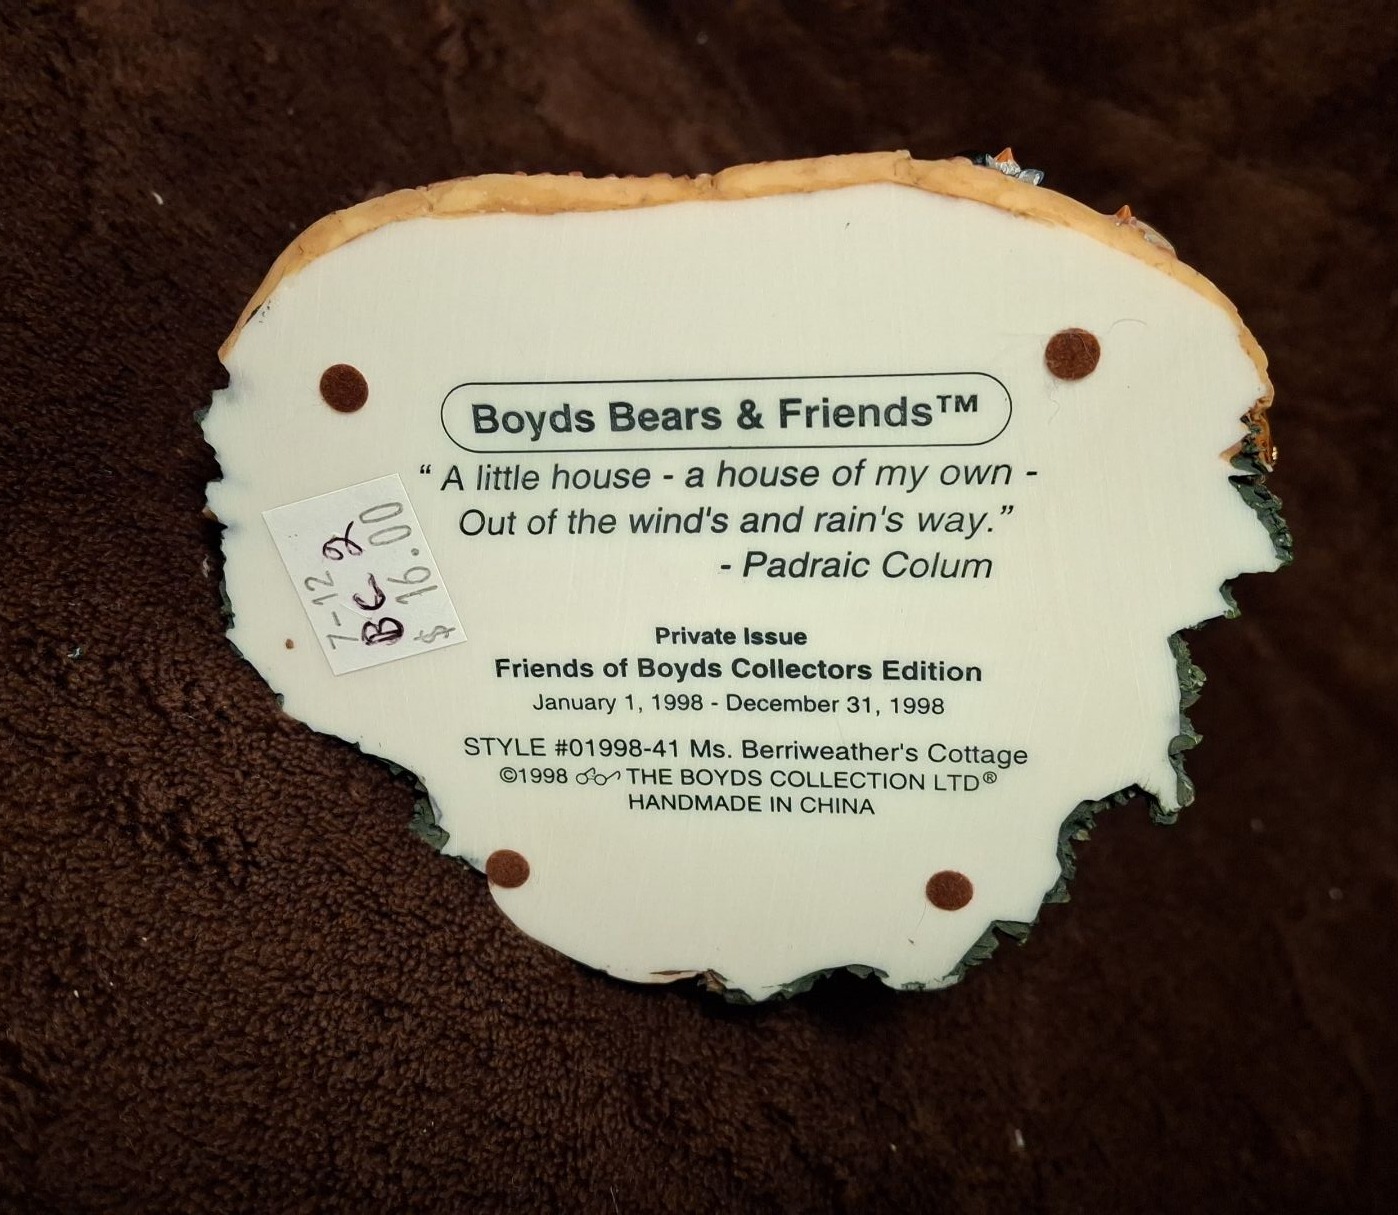 Boyds Bears & Friends™
“ A little house - a house of my own -
Out of the wind's and rain's way.”
- Padraic Colum
Private Issue
Friends of Boyds Collectors Edition
January 1, 1998 - December 31, 1998
STYLE #01998-41 Ms. Berriweather's Cottage
©1998 THE BOYDS COLLECTION LTD®
HANDMADE IN CHINA
7-12
BC 2
$ 16.00